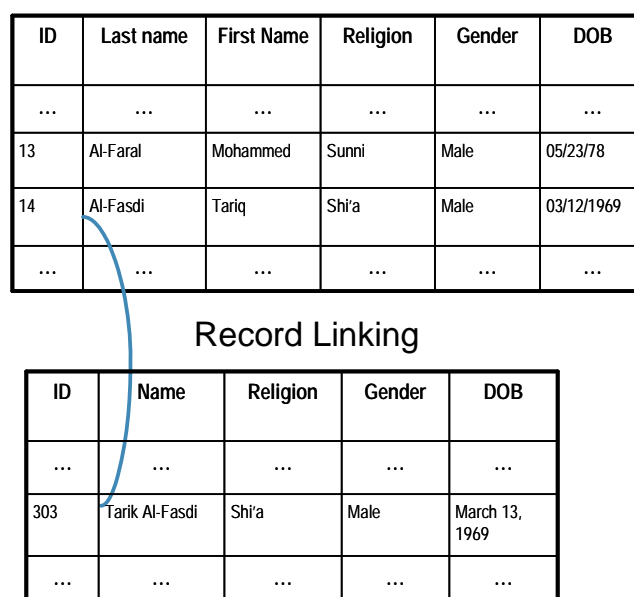 ID Last name First Name Religion Gender DOB
... ... ... ... ... ...
13 Al-Faral Mohammed Sunni Male 05/23/78
14 Al-Fasdi Tariq Shi'a Male 03/12/1969
... ... ... ... ... ...
Record Linking
ID Name Religion Gender DOB
... ... ... ... ...
303 Tarik Al-Fasdi Shi'a Male March 13,
1969
... ... ... ... ...